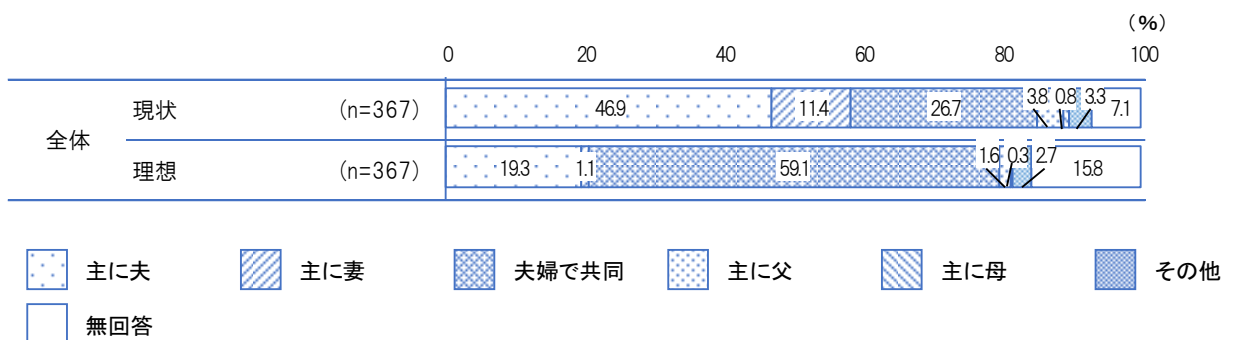 （%）
0 20 40 60 80 100
現状 （n=367） 46.9 11.4 26.7 3.8 0.8 3.3 7.1
全体
理想 （n=367） 19.3 1.1 59.1 1.6 0.3 2.7 15.8
主に夫 主に妻 夫婦で共同 主に父 主に母 その他
無回答